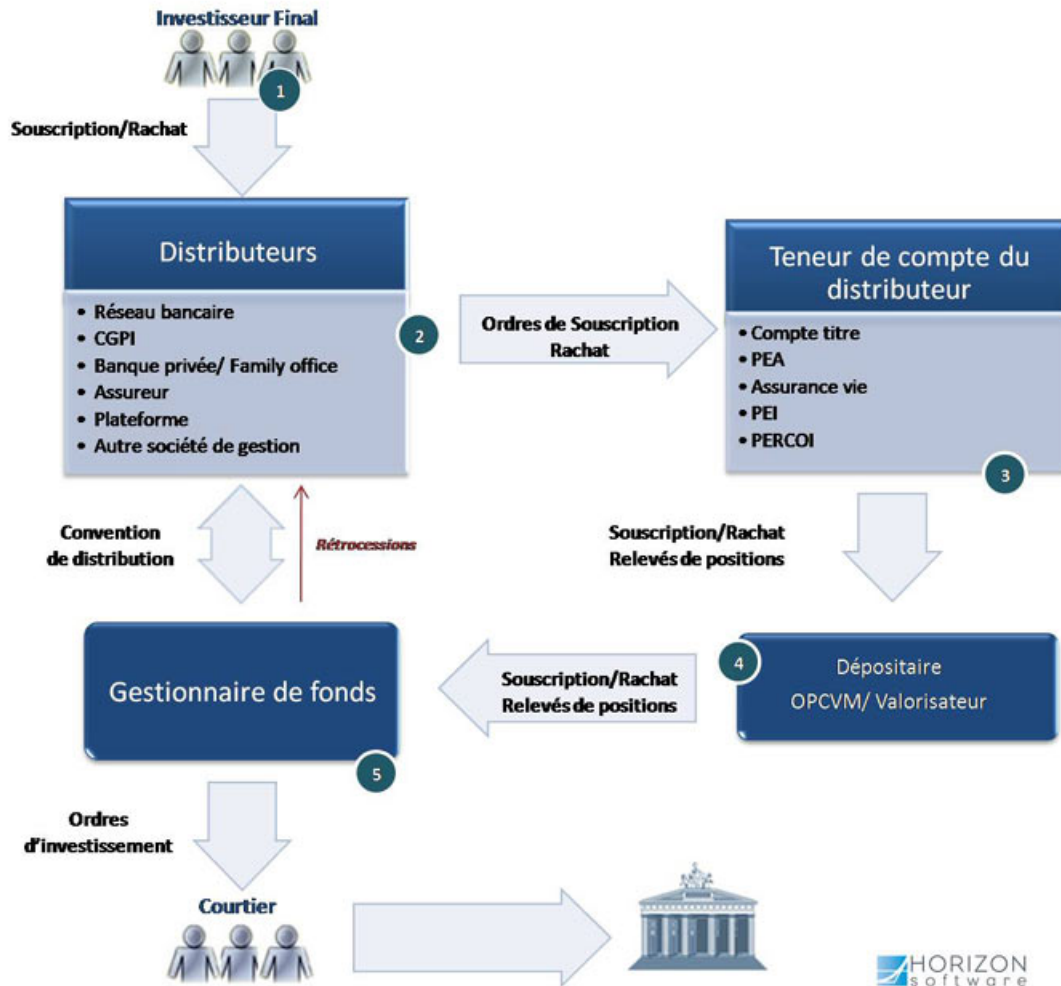 Investisseur Final
1
Souscription/Rachat
Distributeurs
• Réseau bancaire
• CGPI
• Banque privée/ Family office
• Assureur
• Plateforme
• Autre société de gestion
2
Ordres de Souscription
Rachat
Teneur de compte du
distributeur
• Compte titre
• PEA
• Assurance vie
• PEI
• PERCOI
3
Convention
de distribution
Rétrocessions
Souscription/Rachat
Relevés de positions
Gestionnaire de fonds
5
Souscription/Rachat
Relevés de positions
4
Dépositaire
OPCVM/ Valorisateur
Ordres
d'investissement
Courtier
HORIZON
software